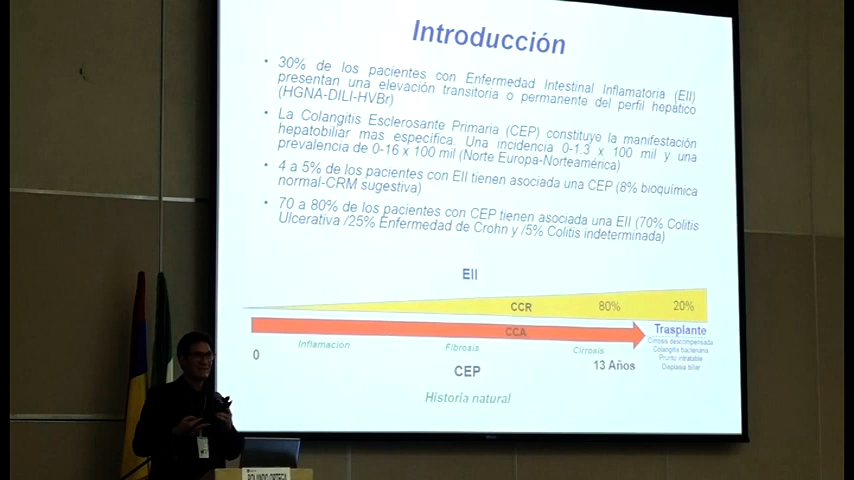 Introducción
• 30% de los pacientes con Enfermedad Intestinal Inflamatoria (EII)
presentan una elevación transitoria o permanente del perfil hepático
(HGNA-DILI-HVBr)
• La Colangitis Esclerosante Primaria (CEP) constituye la manifestación
hepatobiliar mas específica. Una incidencia 0-1.3 x 100 mil y una
prevalencia de 0-16 x 100 mil (Norte Europa-Norteamérica)
• 4 a 5% de los pacientes con EII tienen asociada una CEP (8% bioquímica
normal-CRM sugestiva)
• 70 a 80% de los pacientes con CEP tienen asociada una EII (70% Colitis
Ulcerativa /25% Enfermedad de Crohn y /5% Colitis indeterminada)
EII
CCR 80% 20%
CCA
Trasplante
Cirrosis descompensada
Colangitis bacteriana
Prurito intratable
Displasia biliar
Inflamacion Fibrosis Cirrosis
0 CEP 13 Años
Historia natural
ROLANDO ORTEGA